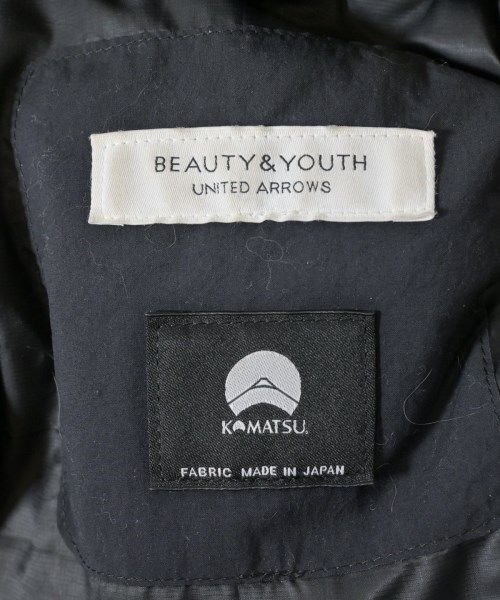 BEAUTY&YOUTH
UNITED ARROWS
KOMATSU.
FABRIC MADE IN JAPAN